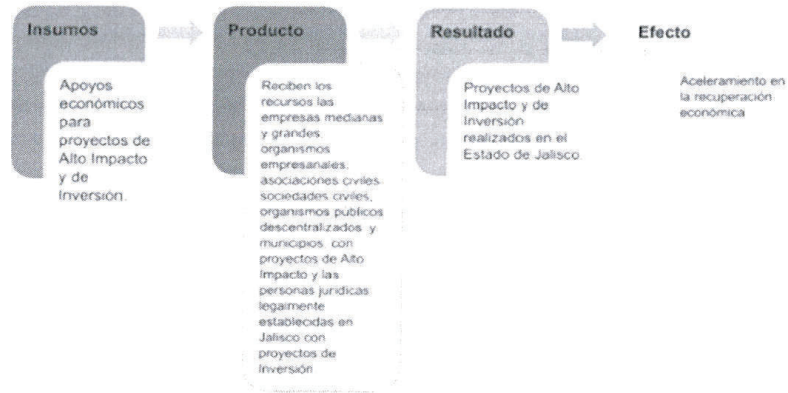 Insumos
Apoyos
económicos
para
proyectos de
Alto Impacto
y de
Inversión.
Producto
Reciben los
recursos las
empresas medianas
y grandes
organismos
empresariales,
asociaciones civiles
sociedades civiles,
organismos públicos
descentralizados y
municipios con
proyectos de Alto
Impacto y las
personas jurídicas
legalmente
establecidas en
Jalisco con
proyectos de
Inversión
Resultado
Proyectos de Alto
Impacto y de
Inversión
realizados en el
Estado de Jalisco
Efecto
Aceleramiento en
la recuperación
económica